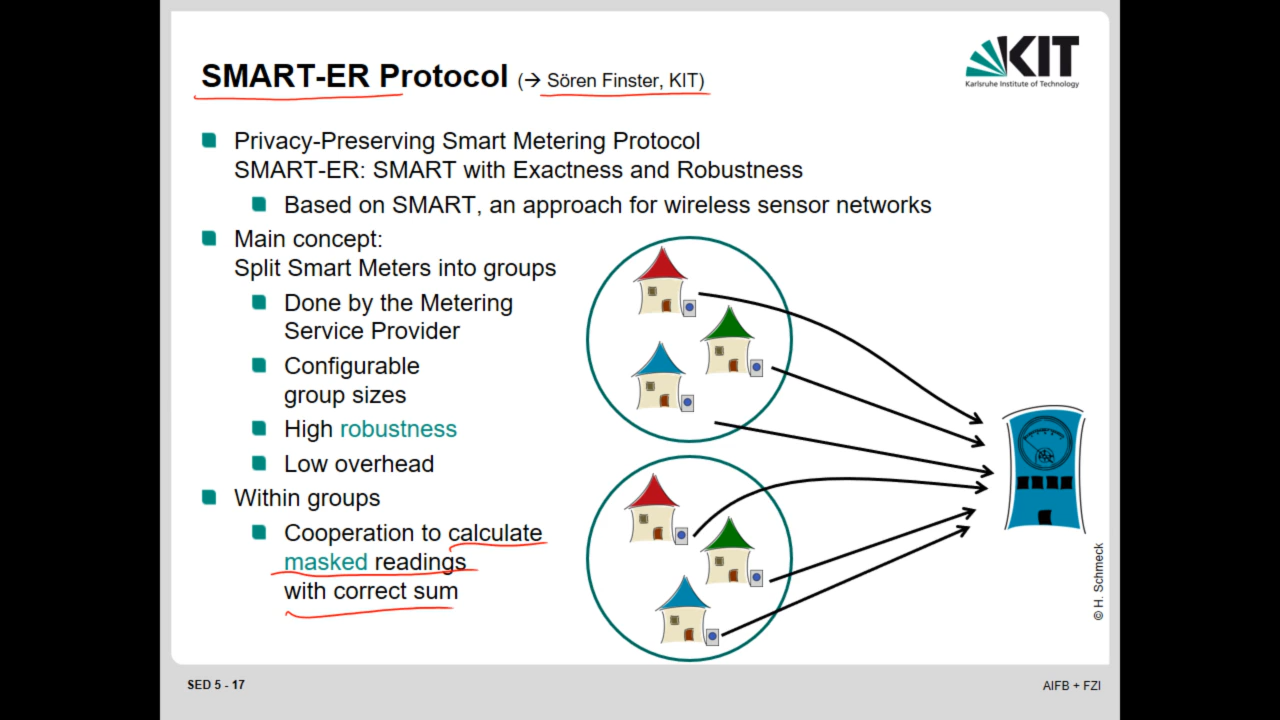 SMART-ER Protocol (→ Sören Finster, KIT)
KIT
Karlsruhe Institute of Technology
Privacy-Preserving Smart Metering Protocol
SMART-ER: SMART with Exactness and Robustness
Based on SMART, an approach for wireless sensor networks
Main concept:
Split Smart Meters into groups
Done by the Metering
Service Provider
Configurable
group sizes
High robustness
Low overhead
Within groups
Cooperation to calculate
masked readings
with correct sum
© H. Schmeck
SED 5 - 17
AIFB + FZI